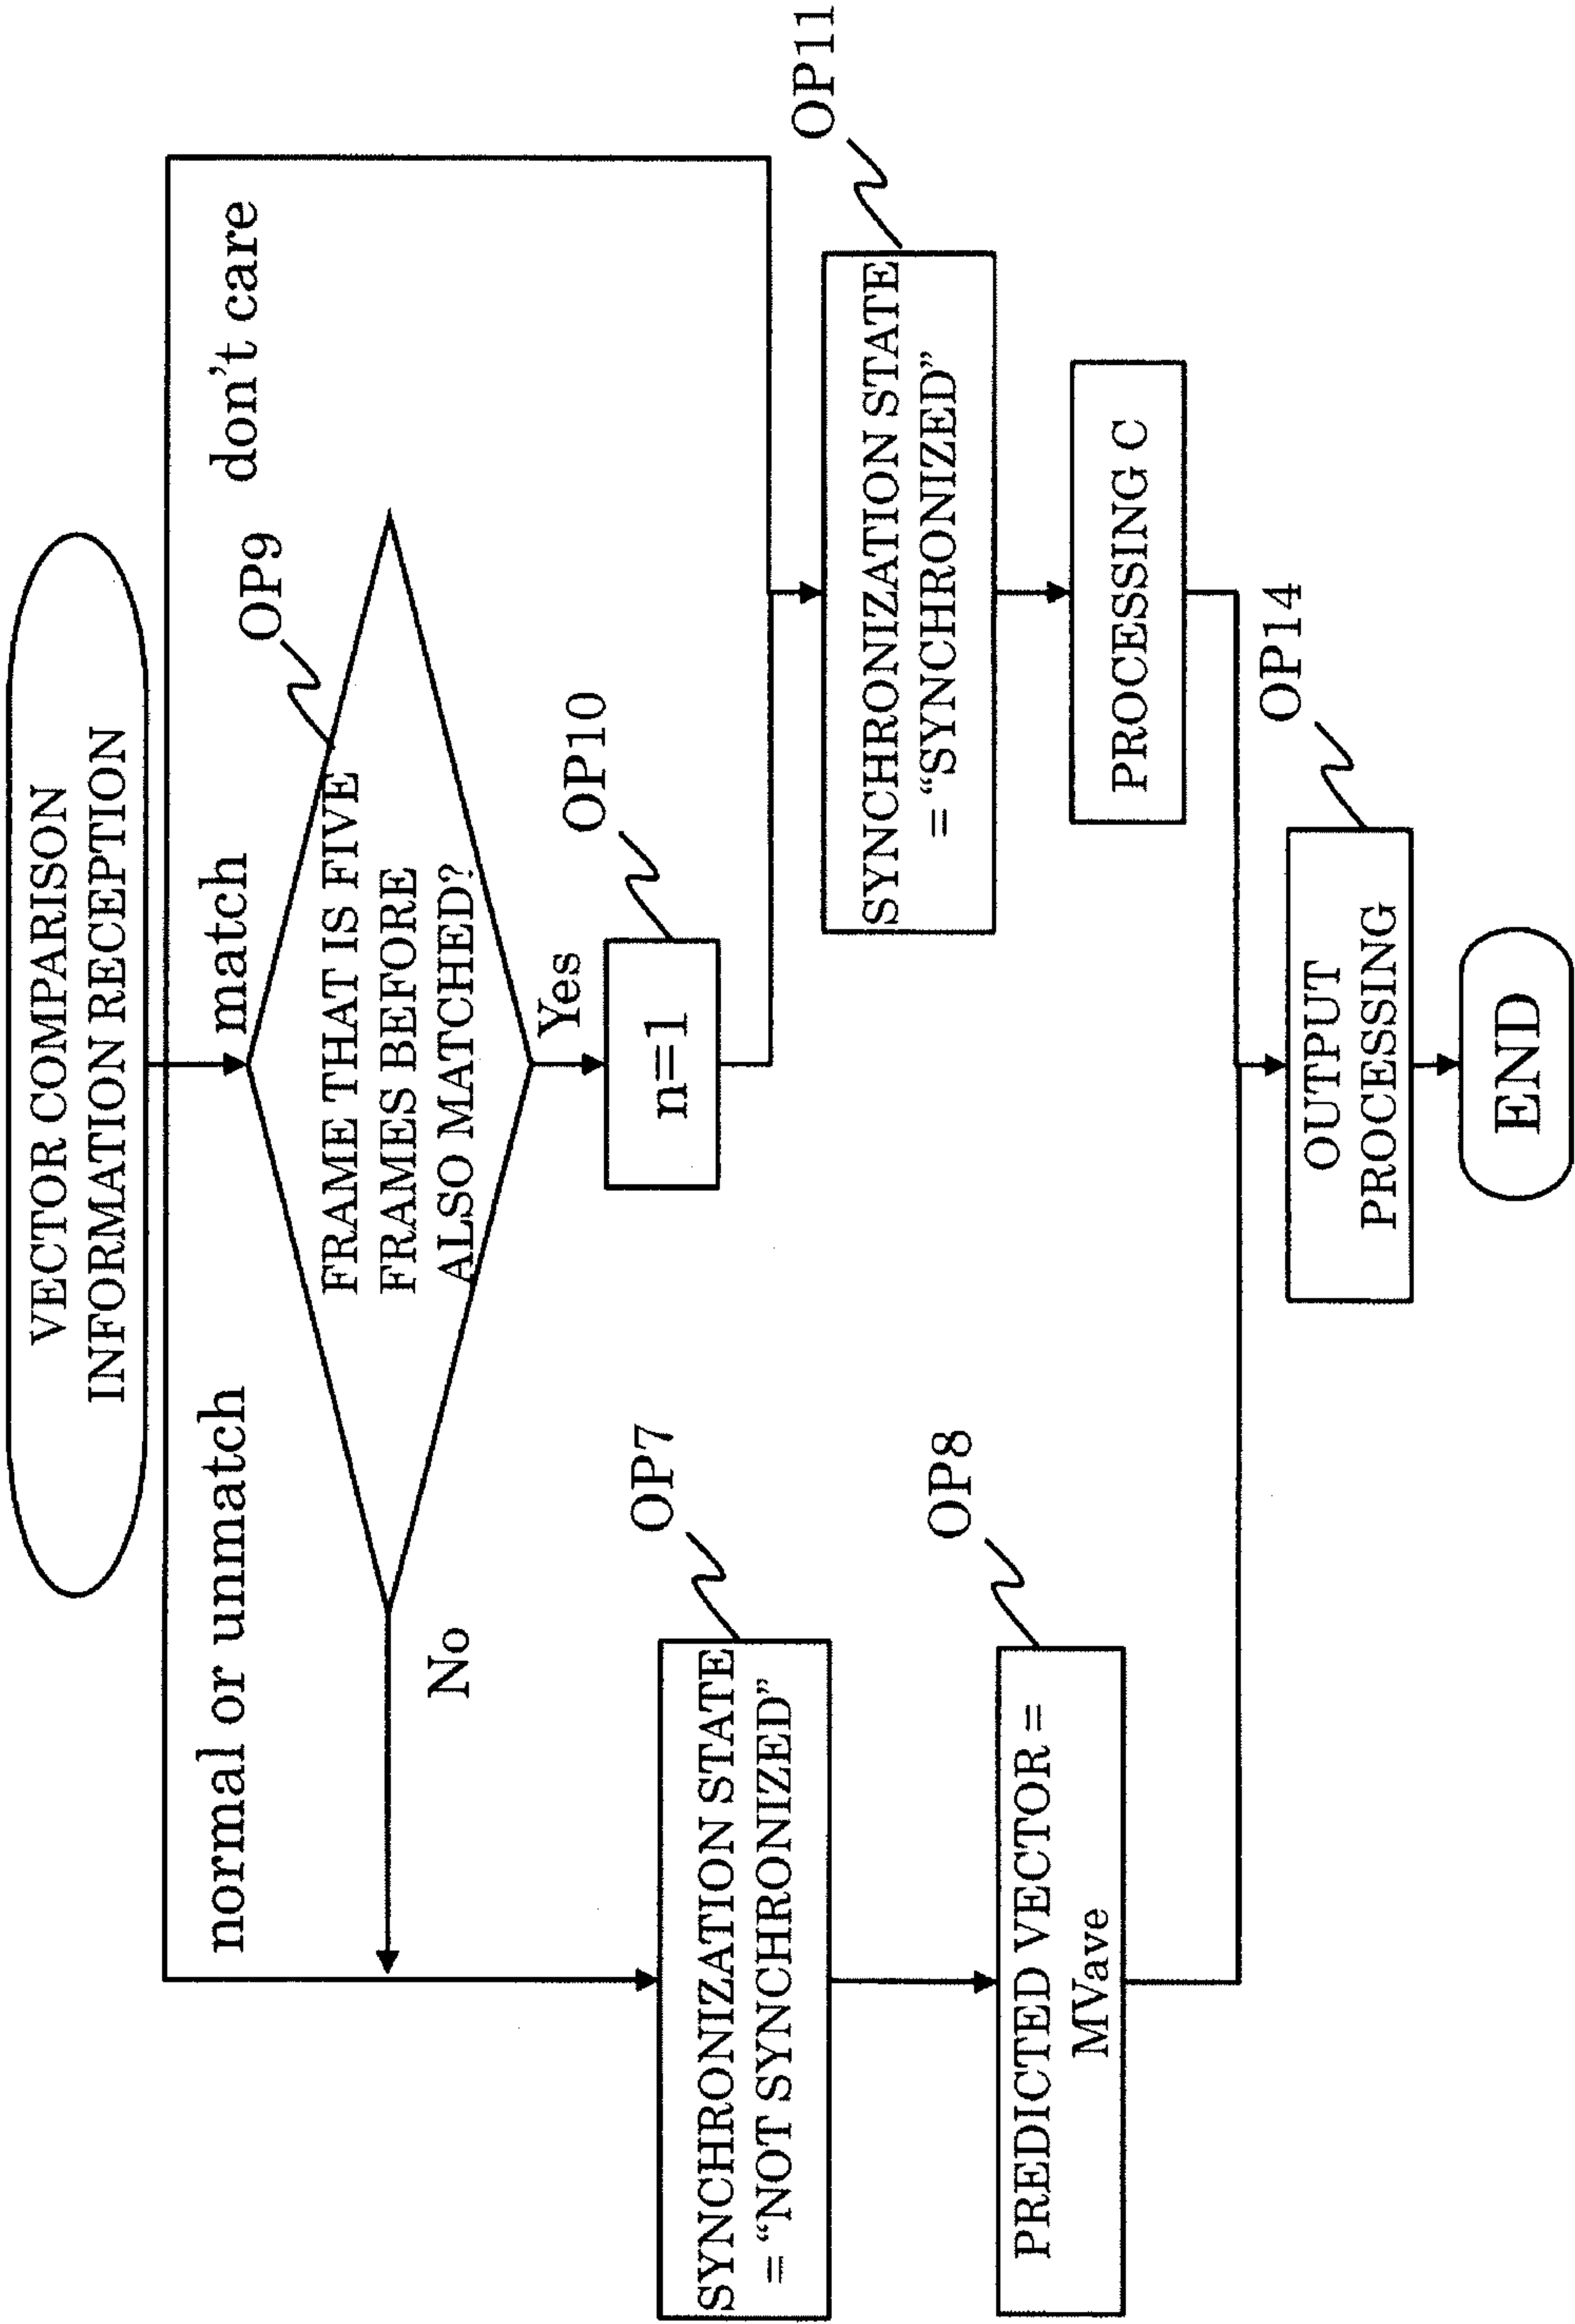 VECTOR COMPARISON
INFORMATION RECEPTION
normal or unmatch
match
don't care
OP9
FRAME THAT IS FIVE
FRAMES BEFORE
ALSO MATCHED?
No
Yes
OP10
n=1
OP7
SYNCHRONIZATION STATE
= “NOT SYNCHRONIZED”
OP11
SYNCHRONIZATION STATE
= “SYNCHRONIZED”
OP8
PREDICTED VECTOR =
MVave
PROCESSING C
OP14
OUTPUT
PROCESSING
END